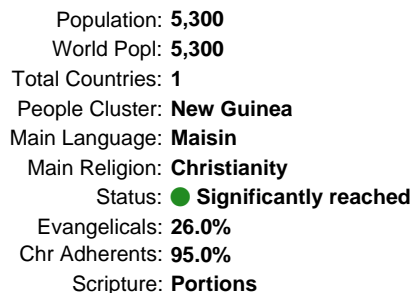 Population: 5,300
World Popl: 5,300
Total Countries: 1
People Cluster: New Guinea
Main Language: Maisin
Main Religion: Christianity
Status: Significantly reached
Evangelicals: 26.0%
Chr Adherents: 95.0%
Scripture: Portions